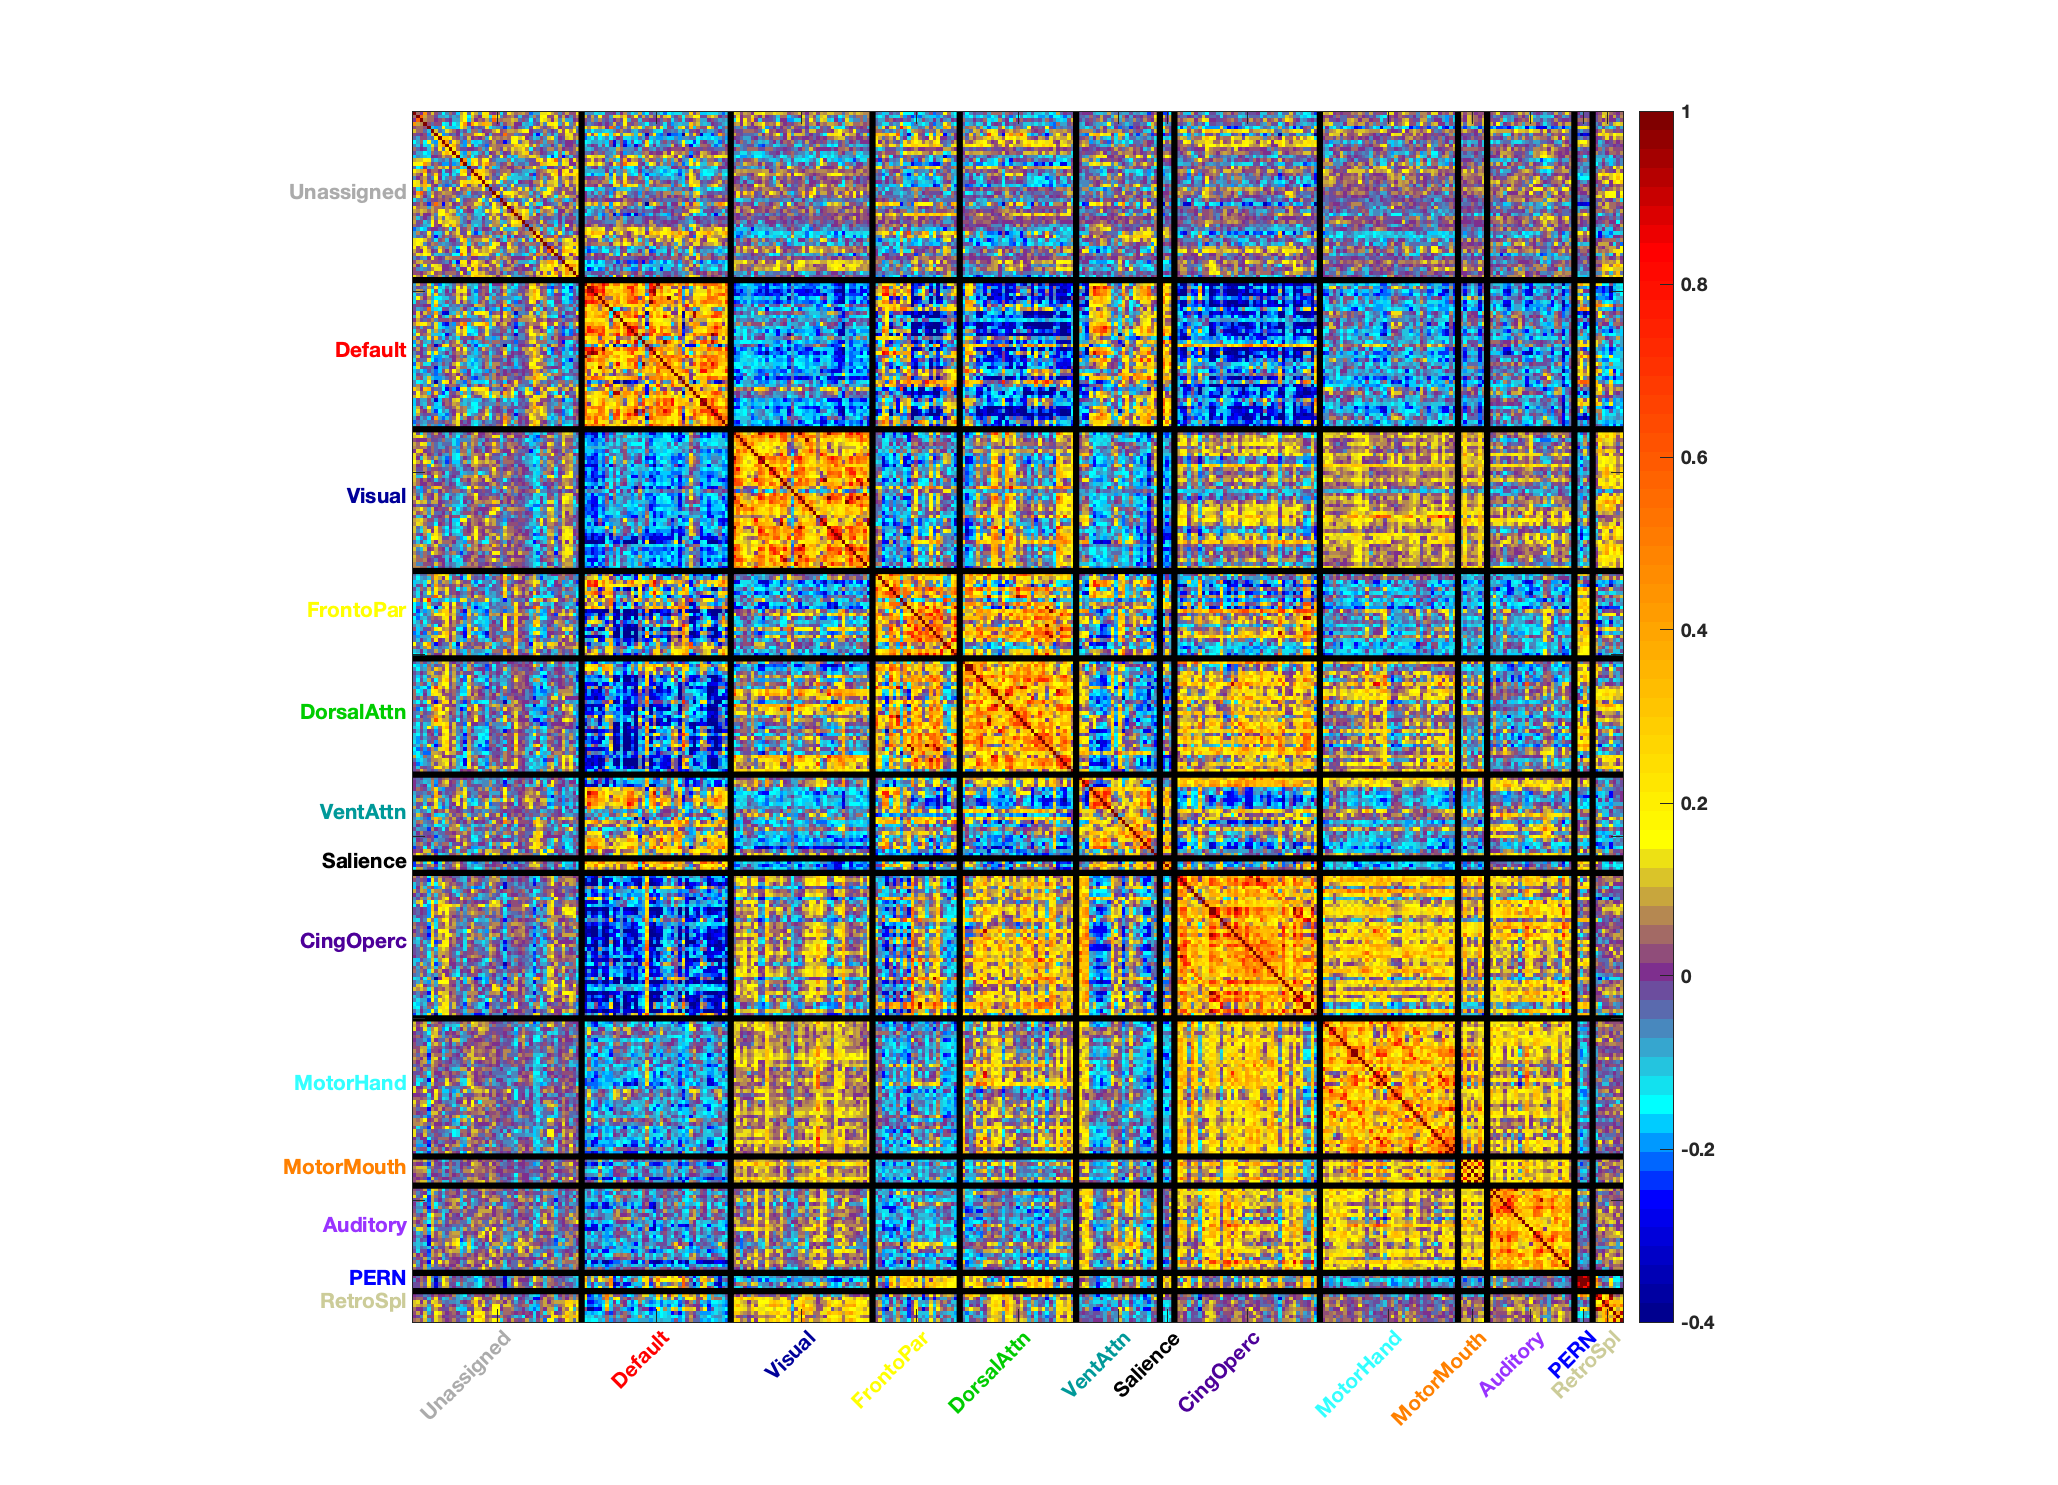 Unassigned
Default
Visual
FrontoPar
DorsalAttn
VentAttn
Salience
CingOperc
MotorHand
MotorMouth
Auditory
PERN
RetroSpl
Unassigned
Default
Visual
FrontoPar
DorsalAttn
VentAttn
Salience
CingOperc
MotorHand
MotorMouth
Auditory
PERN
RetroSpl
1
0.8
0.6
0.4
0.2
0
-0.2
-0.4